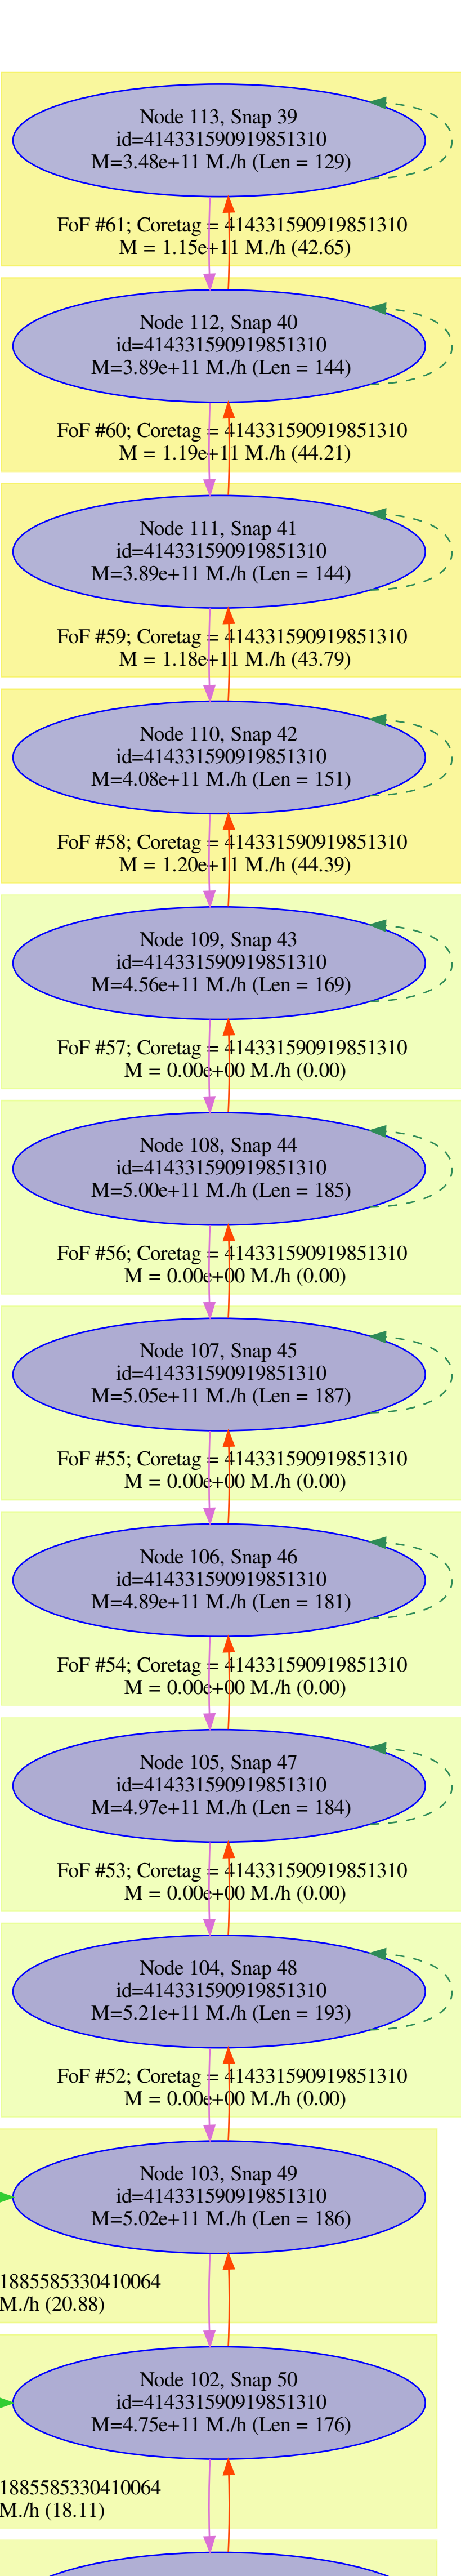 Node 113, Snap 39
id=414331590919851310
M=3.48e+11 M./h (Len = 129)
FoF #61; Coretag = 414331590919851310
M = 1.15e+11 M./h (42.65)
Node 112, Snap 40
id=414331590919851310
M=3.89e+11 M./h (Len = 144)
FoF #60; Coretag = 414331590919851310
M = 1.19e+11 M./h (44.21)
Node 111, Snap 41
id=414331590919851310
M=3.89e+11 M./h (Len = 144)
FoF #59; Coretag = 414331590919851310
M = 1.18e+11 M./h (43.79)
Node 110, Snap 42
id=414331590919851310
M=4.08e+11 M./h (Len = 151)
FoF #58; Coretag = 414331590919851310
M = 1.20e+11 M./h (44.39)
Node 109, Snap 43
id=414331590919851310
M=4.56e+11 M./h (Len = 169)
FoF #57; Coretag = 414331590919851310
M = 0.00e+00 M./h (0.00)
Node 108, Snap 44
id=414331590919851310
M=5.00e+11 M./h (Len = 185)
FoF #56; Coretag = 414331590919851310
M = 0.00e+00 M./h (0.00)
Node 107, Snap 45
id=414331590919851310
M=5.05e+11 M./h (Len = 187)
FoF #55; Coretag = 414331590919851310
M = 0.00e+00 M./h (0.00)
Node 106, Snap 46
id=414331590919851310
M=4.89e+11 M./h (Len = 181)
FoF #54; Coretag = 414331590919851310
M = 0.00e+00 M./h (0.00)
Node 105, Snap 47
id=414331590919851310
M=4.97e+11 M./h (Len = 184)
FoF #53; Coretag = 414331590919851310
M = 0.00e+00 M./h (0.00)
Node 104, Snap 48
id=414331590919851310
M=5.21e+11 M./h (Len = 193)
FoF #52; Coretag = 414331590919851310
M = 0.00e+00 M./h (0.00)
Node 103, Snap 49
id=414331590919851310
M=5.02e+11 M./h (Len = 186)
1885585330410064
M./h (20.88)
Node 102, Snap 50
id=414331590919851310
M=4.75e+11 M./h (Len = 176)
1885585330410064
M./h (18.11)